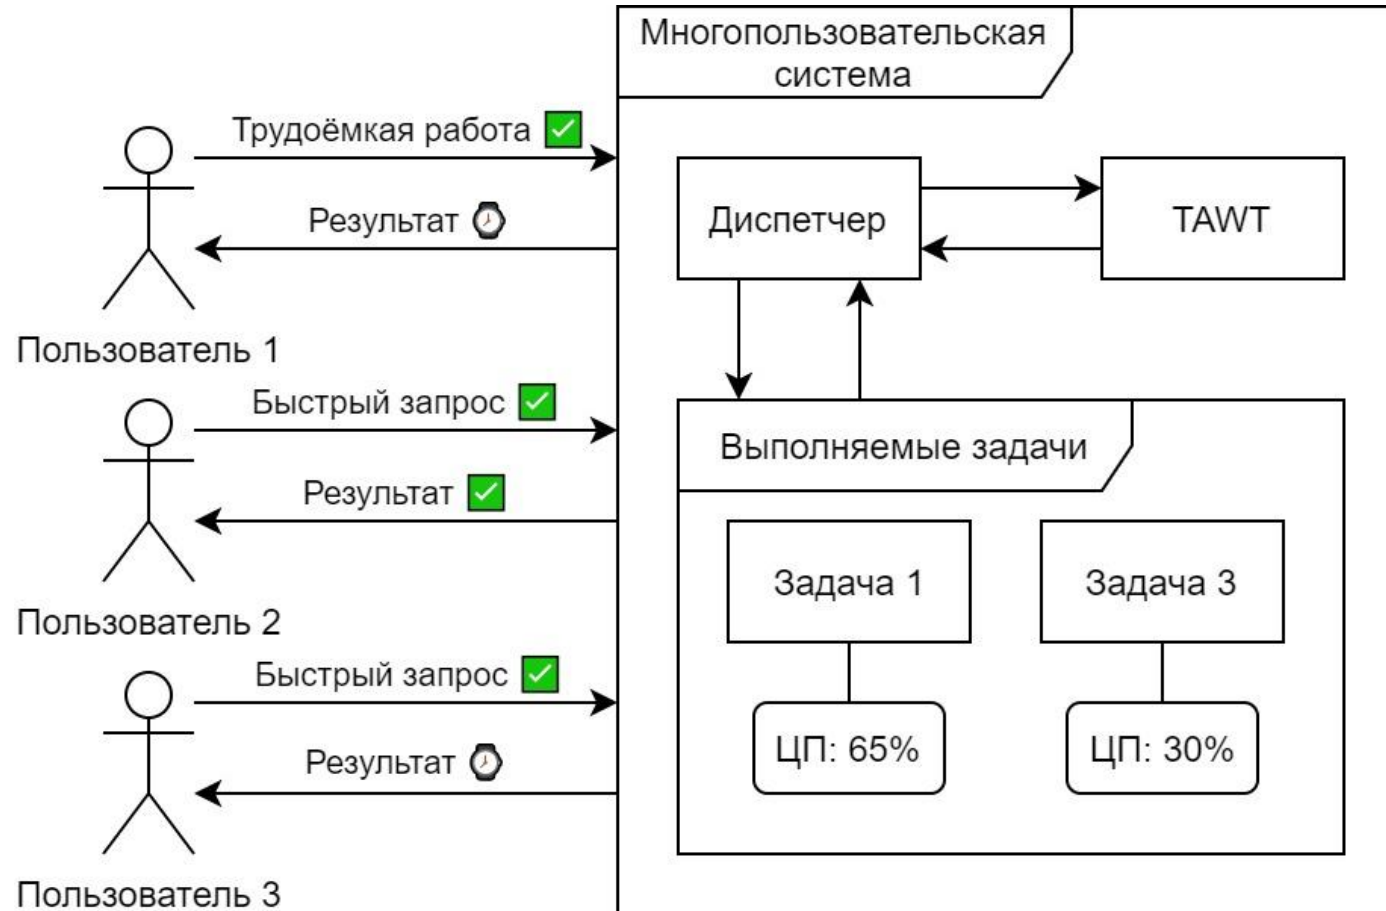 Многопользовательская
система
Трудоёмкая работа ✅
Результат ⌚
Пользователь 1
Диспетчер
TAWT
Быстрый запрос ✅
Результат ✅
Пользователь 2
Выполняемые задачи
Задача 1
Задача 3
ЦП: 65%
ЦП: 30%
Быстрый запрос ✅
Результат ⌚
Пользователь 3